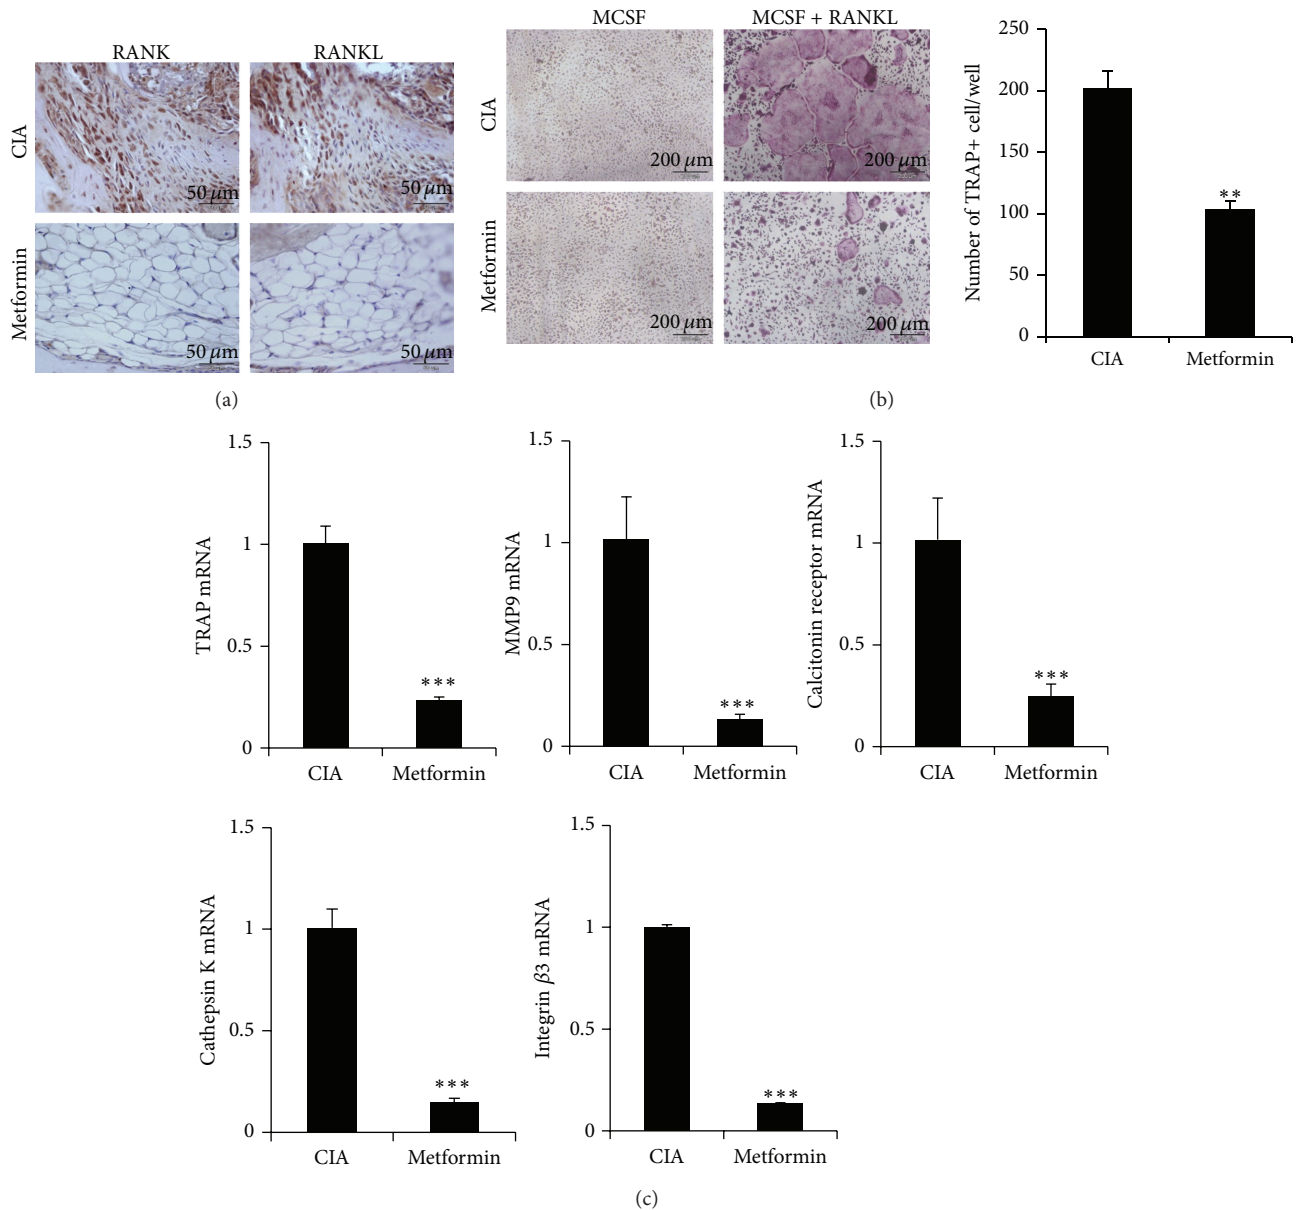 RANK RANKL
CIA
50 μm 50 μm
Metformin
50 μm 50 μm
(a)
MCSF MCSF + RANKL
CIA
200 μm 200 μm
Metformin
200 μm 200 μm
Number of TRAP+ cell/well
250
200
150
100
50
0
**
CIA Metformin
(b)
TRAP mRNA
1.5
1
0.5
0
***
CIA Metformin
MMP9 mRNA
1.5
1
0.5
0
***
CIA Metformin
Calcitonin receptor mRNA
1.5
1
0.5
0
***
CIA Metformin
Cathepsin K mRNA
1.5
1
0.5
0
***
CIA Metformin
Integrin β3 mRNA
1.5
1
0.5
0
***
CIA Metformin
(c)